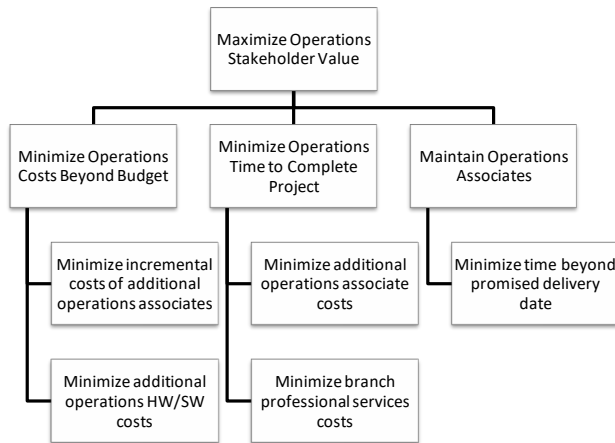 Maximize Operations
Stakeholder Value
Minimize Operations
Costs Beyond Budget
Minimize Operations
Time to Complete
Project
Maintain Operations
Associates
Minimize incremental
costs of additional
operations associates
Minimize additional
operations associate
costs
Minimize time beyond
promised delivery
date
Minimize additional
operations HW/SW
costs
Minimize branch
professional services
costs